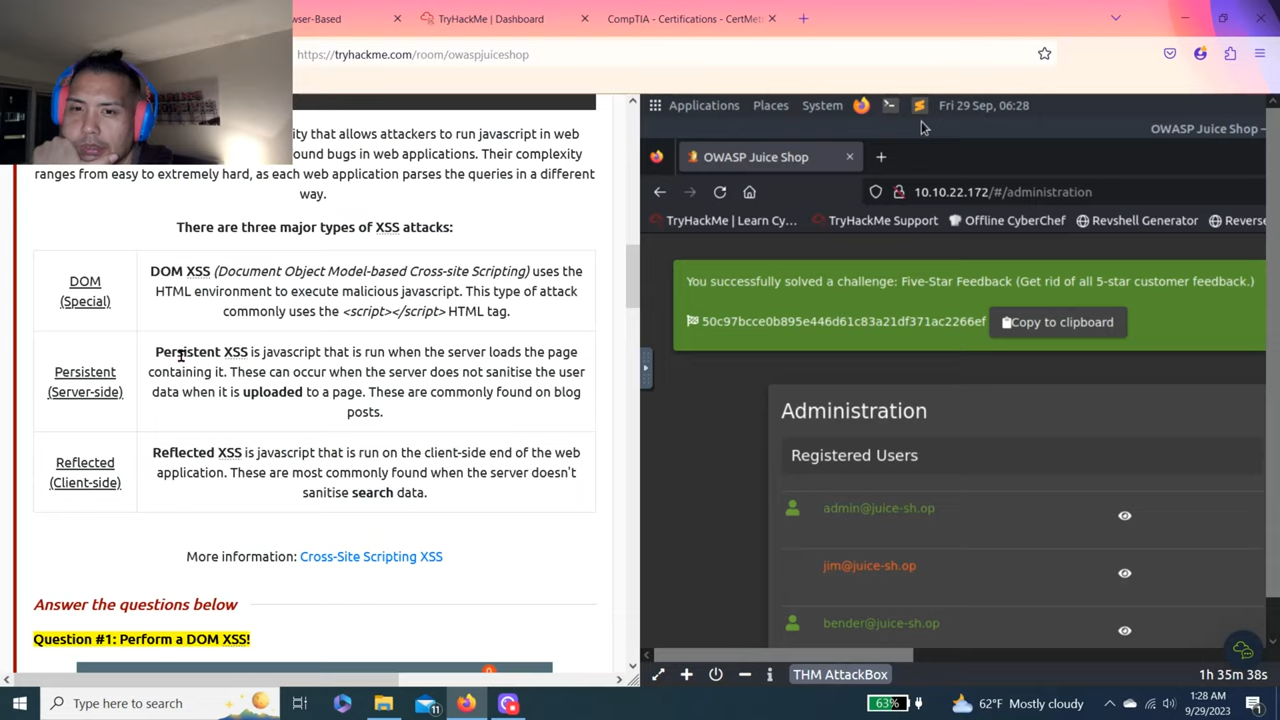 wser-Based
TryHackMe | Dashboard
CompTIA - Certifications - CertMet
https://tryhackme.com/room/owaspjuiceshop
ity that allows attackers to run javascript in web
ound bugs in web applications. Their complexity
ranges from easy to extremely hard, as each web application parses the queries in a different
way.
There are three major types of XSS attacks:
DOM
(Special)
DOM XSS (Document Object Model-based Cross-site Scripting) uses the
HTML environment to execute malicious javascript. This type of attack
commonly uses the <script></script> HTML tag.
Persistent
(Server-side)
Persistent XSS is javascript that is run when the server loads the page
containing it. These can occur when the server does not sanitise the user
data when it is uploaded to a page. These are commonly found on blog
posts.
Reflected
(Client-side)
Reflected XSS is javascript that is run on the client-side end of the web
application. These are most commonly found when the server doesn't
sanitise search data.
More information: Cross-Site Scripting XSS
Answer the questions below
Question #1: Perform a DOM XSS!
Applications Places System Fri 29 Sep, 06:28
OWASP Juice Shop –
OWASP Juice Shop
10.10.22.172/#/administration
TryHackMe | Learn Cy... TryHackMe Support Offline CyberChef Revshell Generator Reverse
You successfully solved a challenge: Five-Star Feedback (Get rid of all 5-star customer feedback.)
50c97bcce0b895e446d61c83a21df371ac2266ef Copy to clipboard
Administration
Registered Users
admin@juice-sh.op
jim@juice-sh.op
bender@juice-sh.op
THM AttackBox
1h 35m 38s
Type here to search
11
63%
62°F Mostly cloudy
1:28 AM
9/29/2023
1